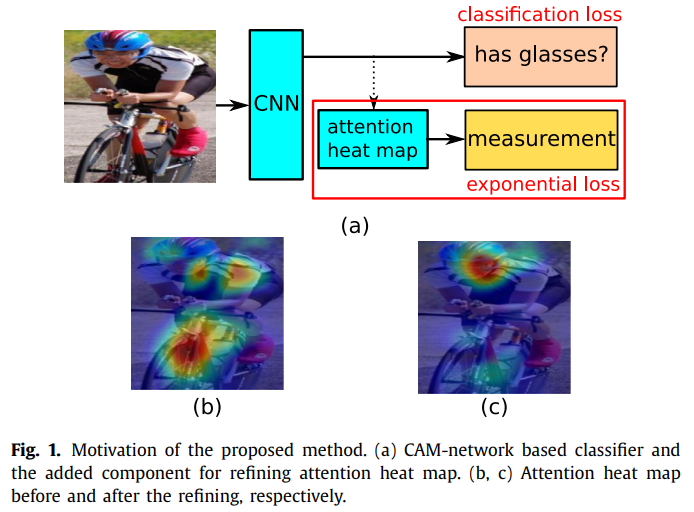 classification loss
has glasses?
CNN
attention
heat map
measurement
exponential loss
(a)
(b)
(c)
Fig. 1. Motivation of the proposed method. (a) CAM-network based classifier and
the added component for refining attention heat map. (b, c) Attention heat map
before and after the refining, respectively.